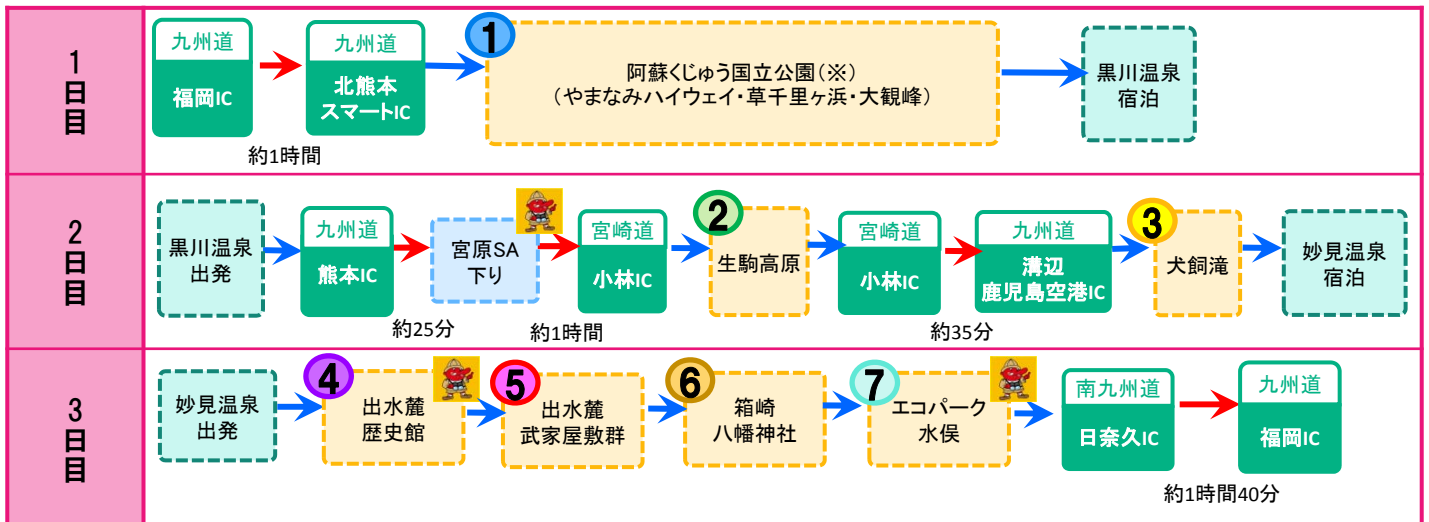 1
日
目
九州道
福岡IC
九州道
北熊本
スマートIC
約1時間
1
阿蘇くじゅう国立公園(※)
(やまなみハイウェイ・草千里ヶ浜・大観峰)
黒川温泉
宿泊
2
日
目
黒川温泉
出発
九州道
熊本IC
宮原SA
下り
約25分
宮崎道
小林IC
約1時間
2
生駒高原
宮崎道
小林IC
九州道
溝辺
鹿児島空港IC
約35分
3
犬飼滝
妙見温泉
宿泊
3
日
目
妙見温泉
出発
4
出水麓
歴史館
5
出水麓
武家屋敷群
6
箱崎
八幡神社
7
エコパーク
水俣
南九州道
日奈久IC
九州道
福岡IC
約1時間40分